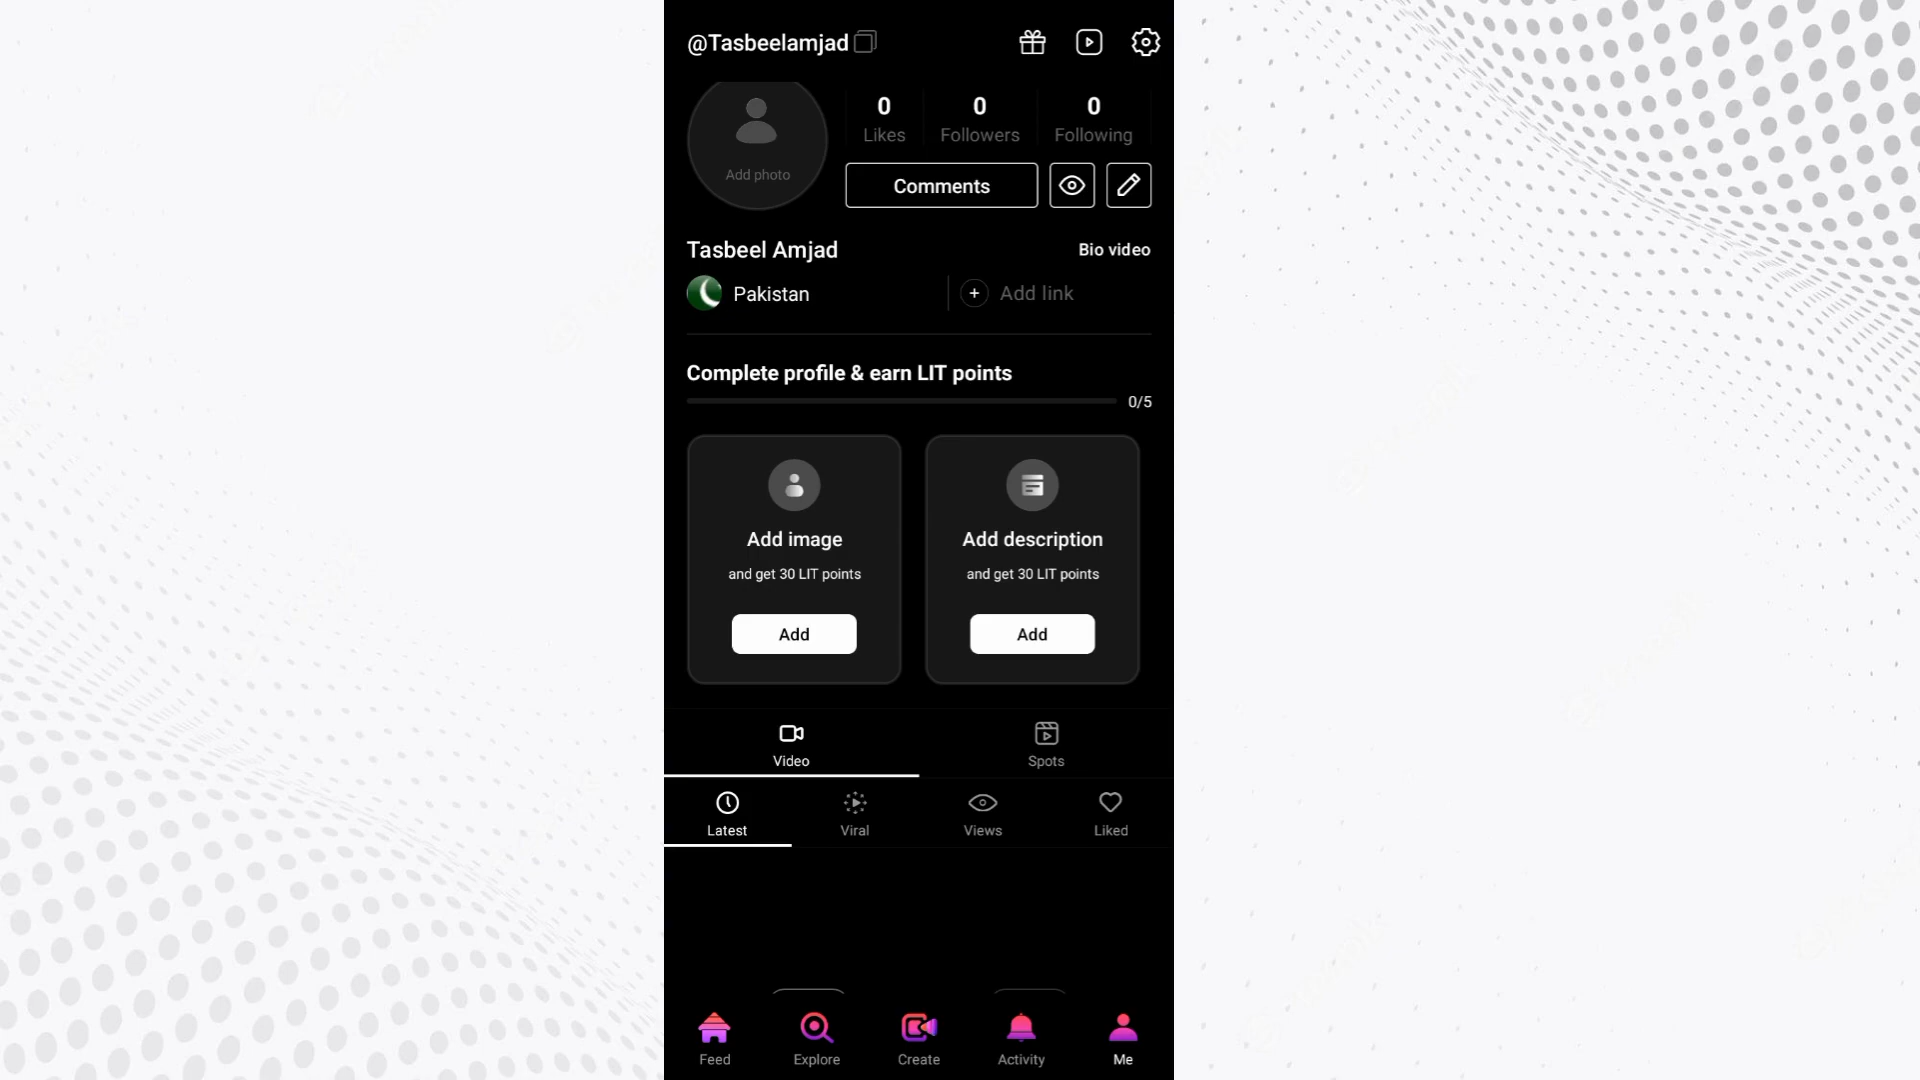 @Tasbeelamjad
0 0 0
Likes Followers Following
Add photo
Comments
Tasbeel Amjad Bio video
Pakistan + Add link
Complete profile & earn LIT points
0/5
Add image Add description
and get 30 LIT points and get 30 LIT points
Add Add
Video Spots
Latest Viral Views Liked
Feed Explore Create Activity Me